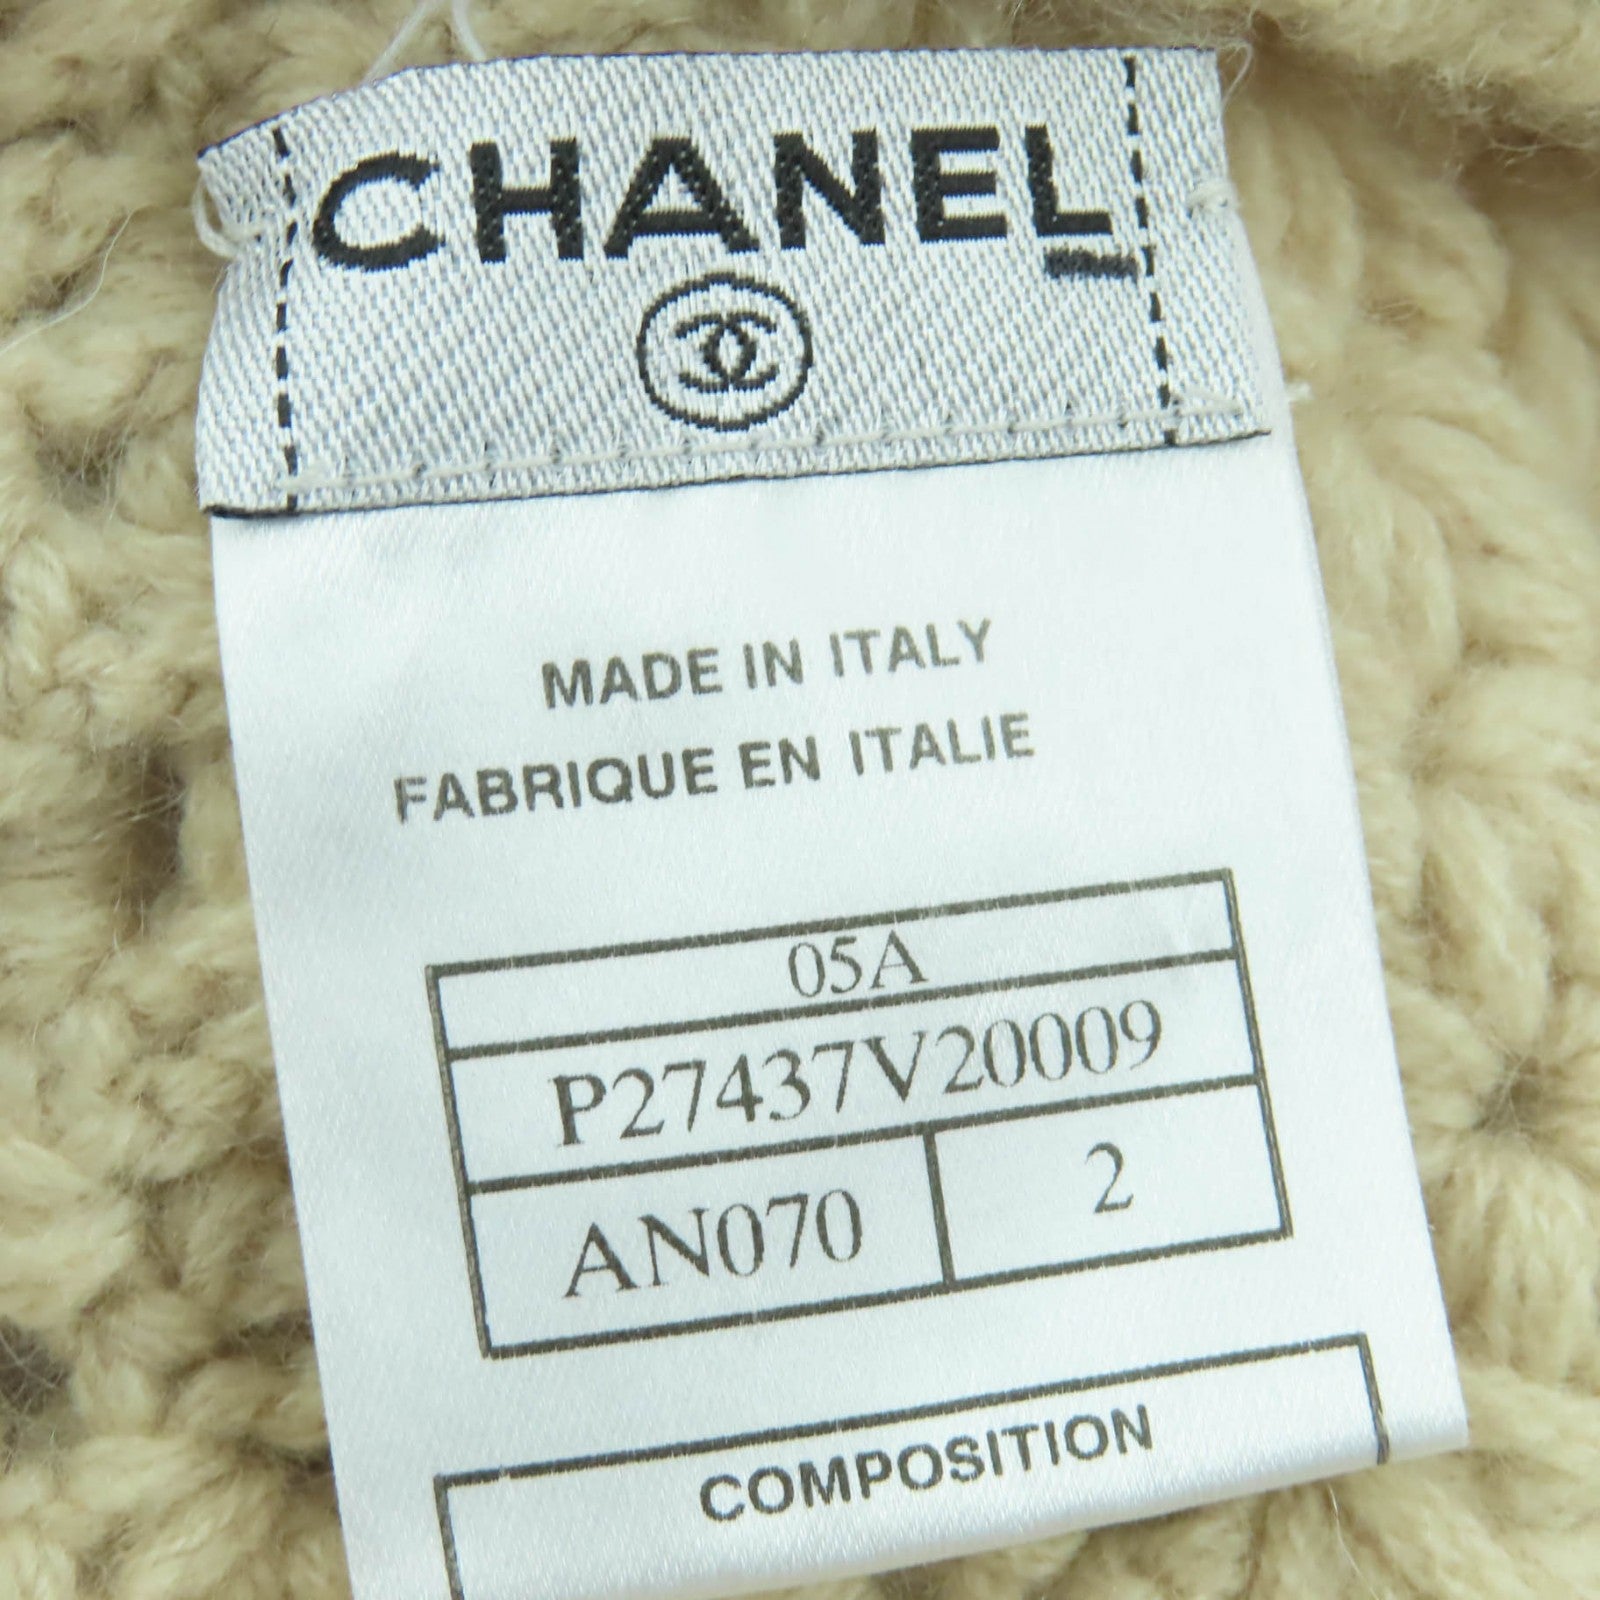 CHANEL
MADE IN ITALY
FABRIQUE EN ITALIE
05A
P27437V20009
AN070 2
COMPOSITION